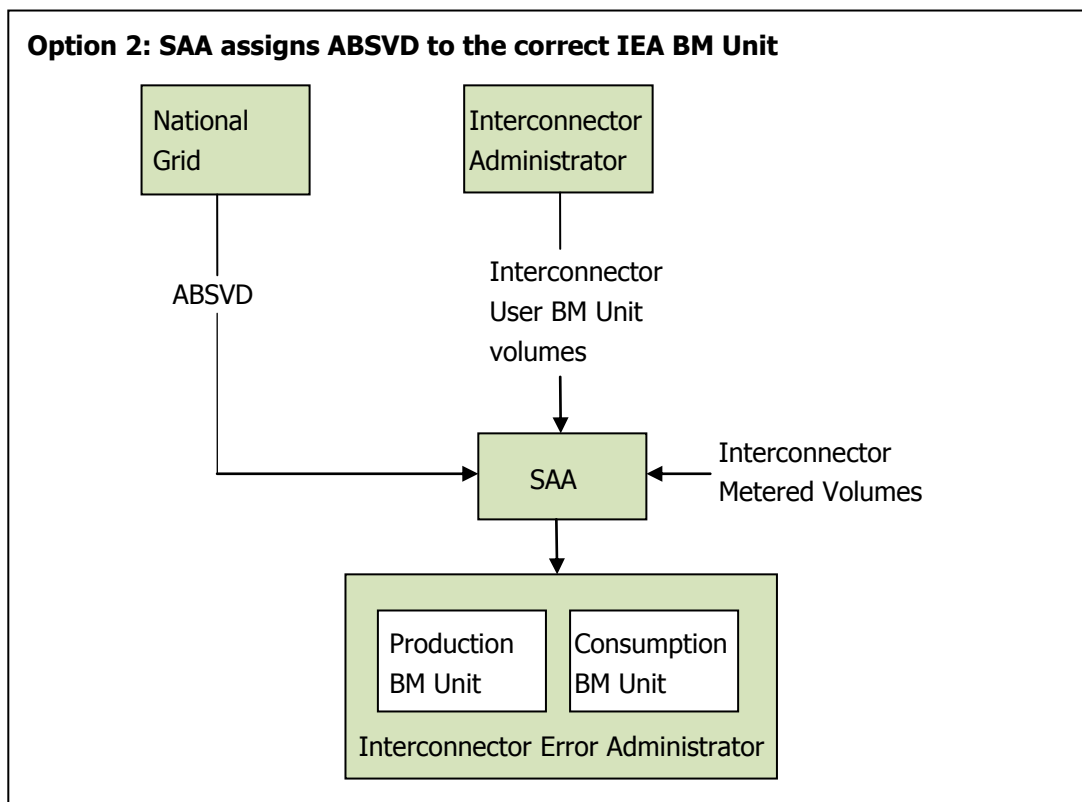 Option 2: SAA assigns ABSVD to the correct IEA BM Unit
National
Grid
Interconnector
Administrator
ABSVD
Interconnector
User BM Unit
volumes
SAA
Interconnector
Metered Volumes
Production
BM Unit
Consumption
BM Unit
Interconnector Error Administrator